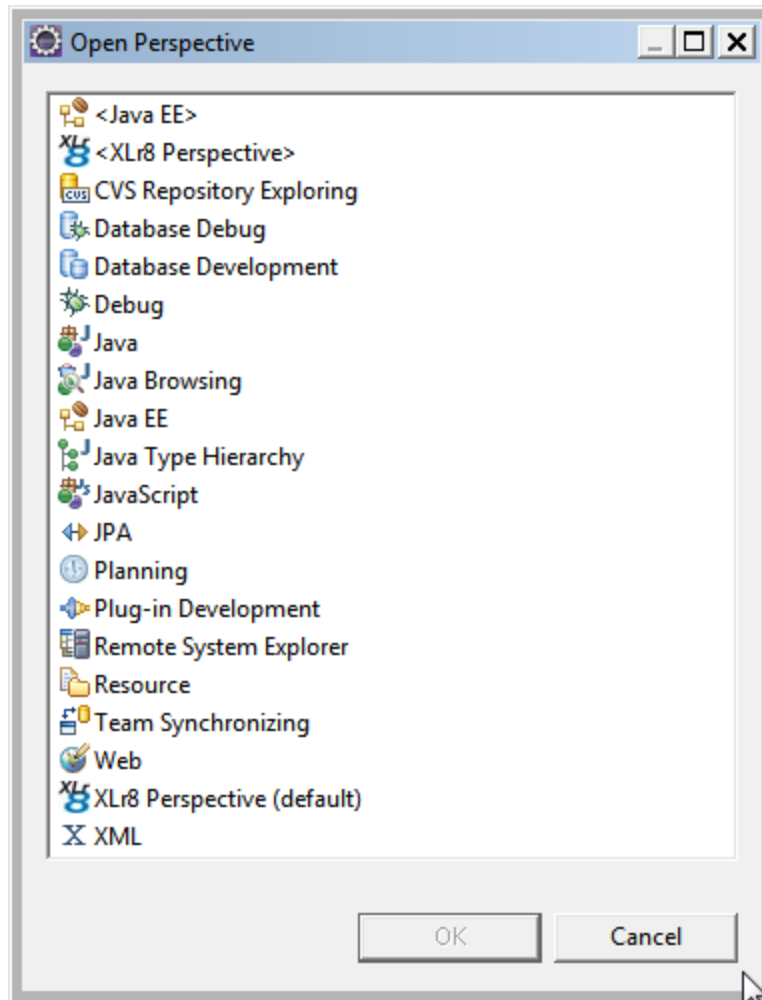 Open Perspective
<Java EE>
<XLr8 Perspective>
CVS Repository Exploring
Database Debug
Database Development
Debug
Java
Java Browsing
Java EE
Java Type Hierarchy
JavaScript
JPA
Planning
Plug-in Development
Remote System Explorer
Resource
Team Synchronizing
Web
XLr8 Perspective (default)
XML
OK
Cancel